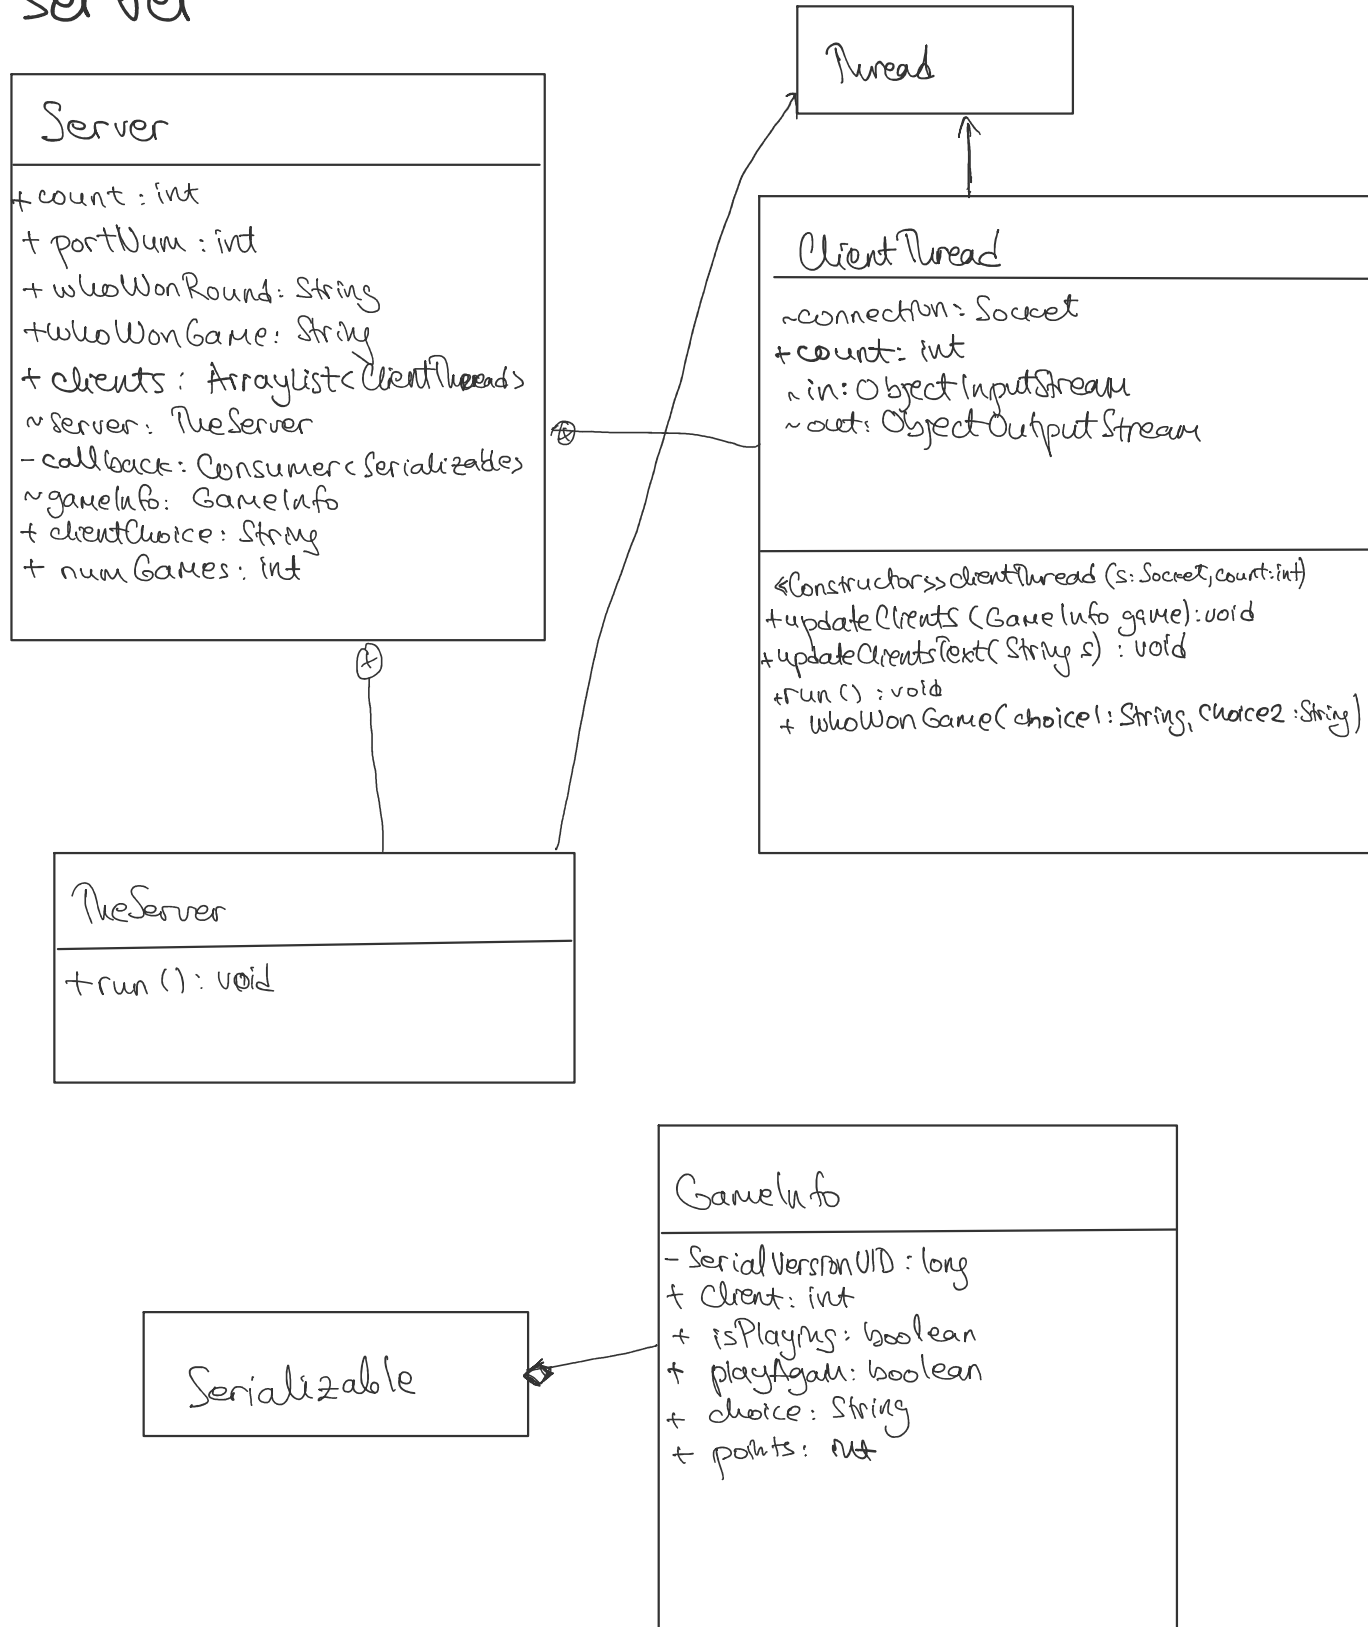 Server
Server
+ count : int
+ portNum : int
+ whoWonRound: String
+ whoWonGame: String
+ clients : ArrayList<ClientThread>
~ server: TheServer
- callback: Consumer<Serializable>
~ gameInfo: GameInfo
+ clientChoice: String
+ numGames: int
Thread
ClientThread
~connection: Socket
+ count: int
~ in: ObjectInputStream
~ out: ObjectOutputStream
<<Constructor>> clientThread (s: Socket, count:int)
+updateClients (GameInfo game): void
+updateClientsText( String s) : void
+run () : void
+ whoWonGame( choice1: String, choice2 : String)
TheServer
+run () : void
GameInfo
- SerialVersionUID : long
+ Client: int
+ isPlaying: boolean
+ playAgain: boolean
+ choice: String
+ points: int
Serializable